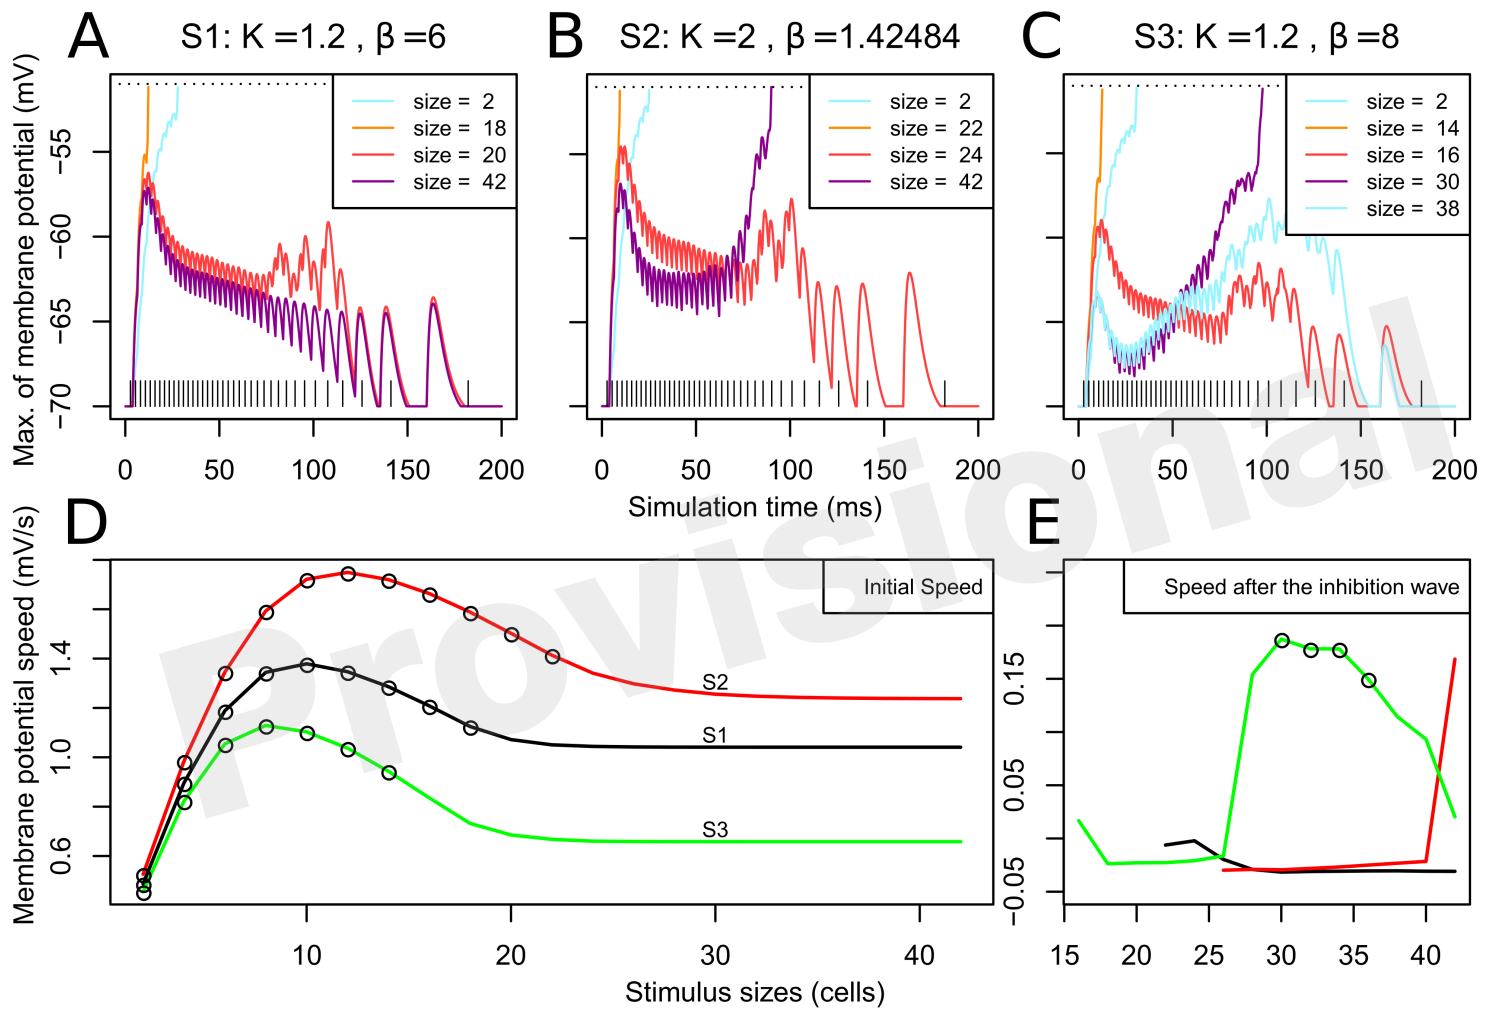 A S1: K =1.2 , β =6
B S2: K =2 , β =1.42484
C S3: K =1.2 , β =8
Max. of membrane potential (mV)
−55
−60
−65
−70
size = 2
size = 18
size = 20
size = 42
size = 2
size = 22
size = 24
size = 42
size = 2
size = 14
size = 16
size = 30
size = 38
0 50 100 150 200
0 50 100 150 200
0 50 100 150 200
Simulation time (ms)
D
Membrane potential speed (mV/s)
1.4
1.0
0.6
Initial Speed
S2
S1
S3
10 20 30 40
Stimulus sizes (cells)
E
Speed after the inhibition wave
0.15
0.05
−0.05
15 20 25 30 35 40
Provisional